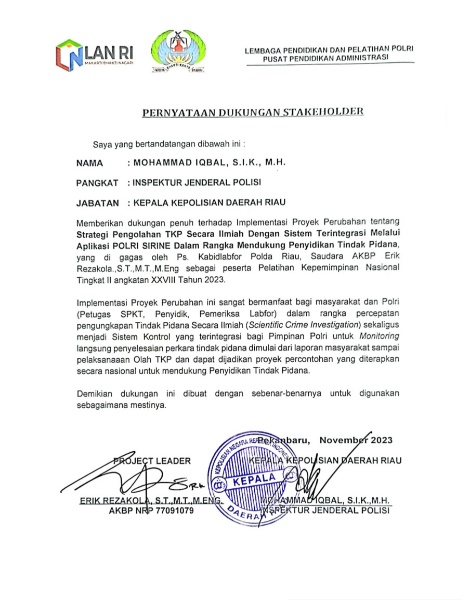 LAN RI
MAKARTI BHAKTI NAGARI
LEMBAGA PENDIDIKAN DAN PELATIHAN POLRI
PUSAT PENDIDIKAN ADMINISTRASI
PERNYATAAN DUKUNGAN STAKEHOLDER
Saya yang bertandatangan dibawah ini :
NAMA : MOHAMMAD IQBAL, S.I.K., M.H.
PANGKAT : INSPEKTUR JENDERAL POLISI
JABATAN : KEPALA KEPOLISIAN DAERAH RIAU
Memberikan dukungan penuh terhadap Implementasi Proyek Perubahan tentang
Strategi Pengolahan TKP Secara Ilmiah Dengan Sistem Terintegrasi Melalui
Aplikasi POLRI SIRINE Dalam Rangka Mendukung Penyidikan Tindak Pidana,
yang di gagas oleh Ps. Kabidlabfor Polda Riau, Saudara AKBP Erik
Rezakola.,S.T.,M.T.,M.Eng sebagai peserta Pelatihan Kepemimpinan Nasional
Tingkat II angkatan XXVIII Tahun 2023.
Implementasi Proyek Perubahan ini sangat bermanfaat bagi masyarakat dan Polri
(Petugas SPKT, Penyidik, Pemeriksa Labfor) dalam rangka percepatan
pengungkapan Tindak Pidana Secara Ilmiah (Scientific Crime Investigation) sekaligus
menjadi Sistem Kontrol yang terintegrasi bagi Pimpinan Polri untuk Monitoring
langsung penyelesaian perkara tindak pidana dimulai dari laporan masyarakat sampai
pelaksanaaan Olah TKP dan dapat dijadikan proyek percontohan yang diterapkan
secara nasional untuk mendukung Penyidikan Tindak Pidana.
Demikian dukungan ini dibuat dengan sebenar-benarnya untuk digunakan
sebagaimana mestinya.
Pekanbaru, November 2023
PROJECT LEADER
KEPALA KEPOLISIAN DAERAH RIAU
KEPOLISIAN NEGARA REPUBLIK INDONESIA
KEPALA
DAERAH
ERIK REZAKOLA, S.T.,M.T.,M.ENG.
AKBP NRP 77091079
MOHAMMAD IQBAL, S.I.K.,M.H.
INSPEKTUR JENDERAL POLISI